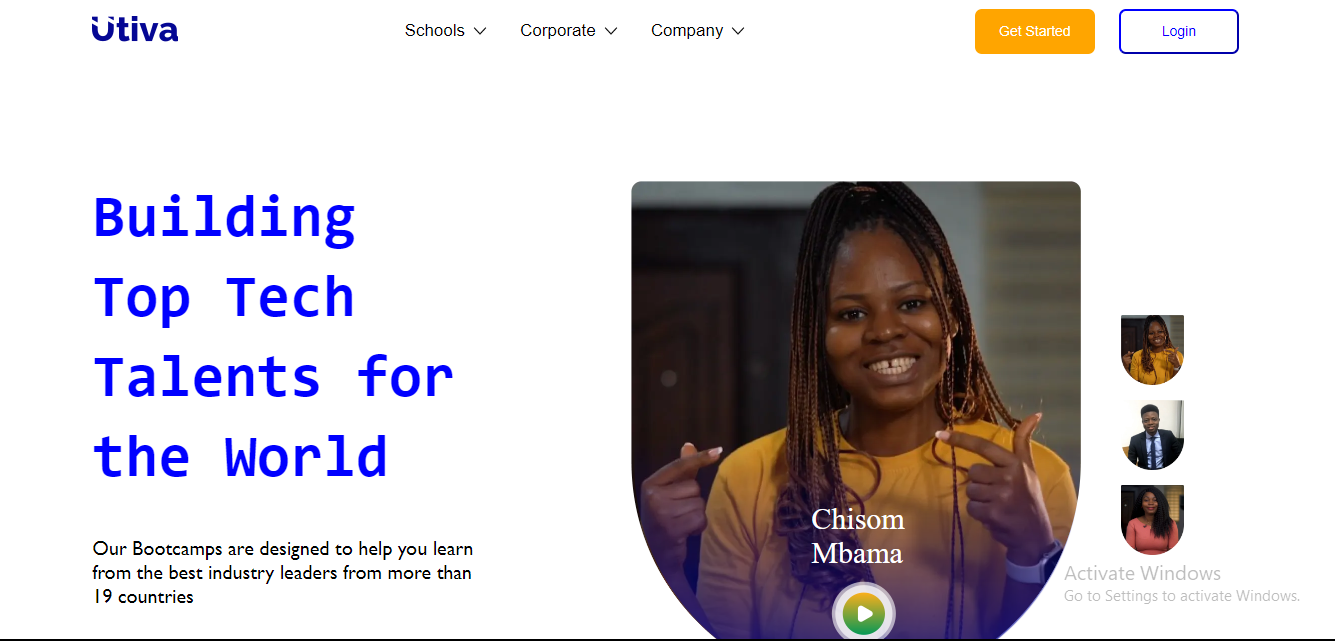 Utiva
Schools
Corporate
Company
Get Started
Login
Building
Top Tech
Talents for
the World
Our Bootcamps are designed to help you learn
from the best industry leaders from more than
19 countries
Chisom
Mbama
Activate Windows
Go to Settings to activate Windows.